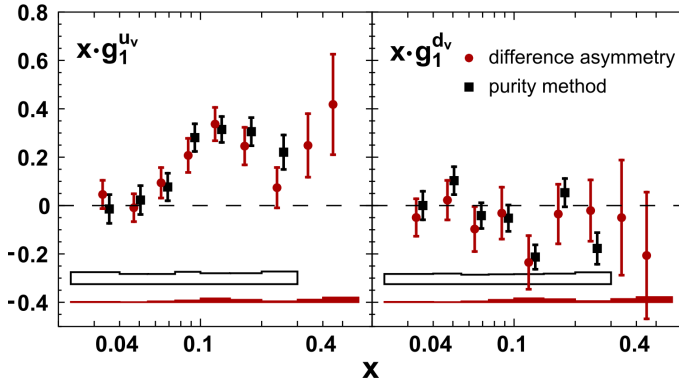 0.8
0.6
0.4
0.2
0
-0.2
-0.4
x·g₁ᵘᵛ
x·g₁ᵈᵛ
difference asymmetry
purity method
0.04 0.1 0.4 0.04 0.1 0.4
x